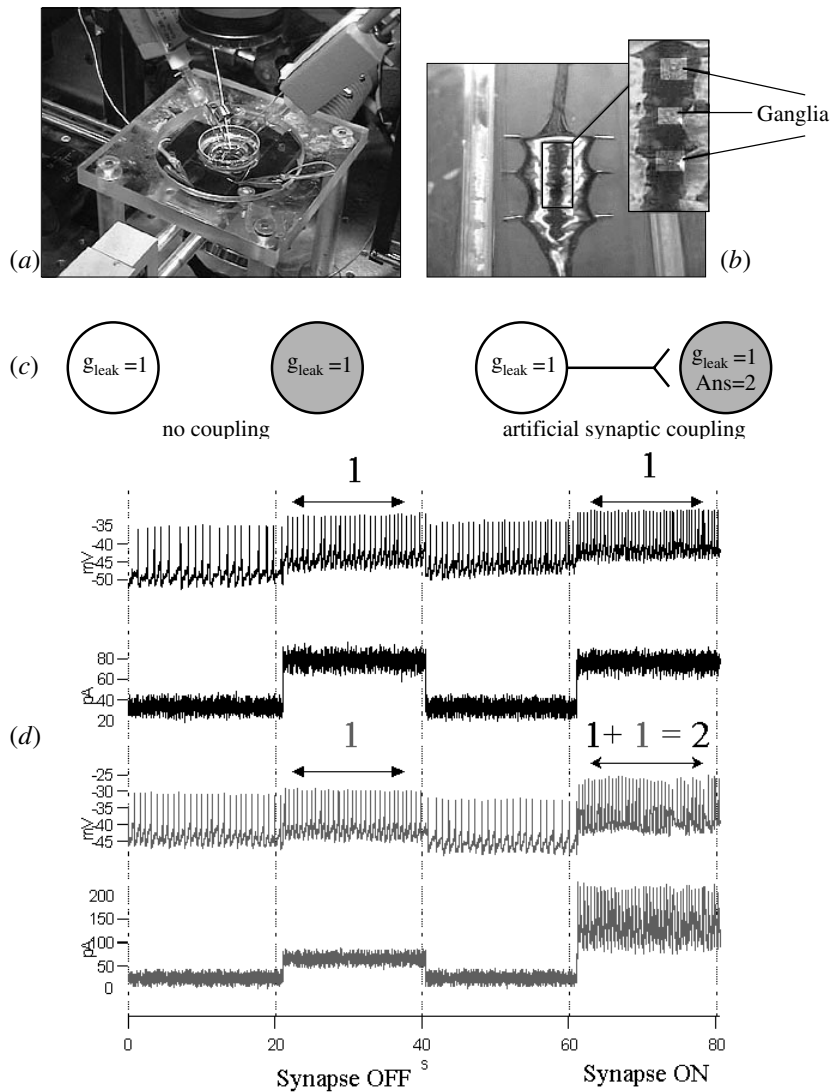 (a)
(b)
Ganglia
(c)
g_leak =1
g_leak =1
g_leak =1
g_leak =1
Ans=2
no coupling
artificial synaptic coupling
1
1
-35
-40
-45
-50
mV
80
60
40
20
pA
(d)
1
1 + 1 = 2
-25
-30
-35
-40
-45
mV
200
150
100
50
0
pA
0
20
40
60
80
s
Synapse OFF
Synapse ON